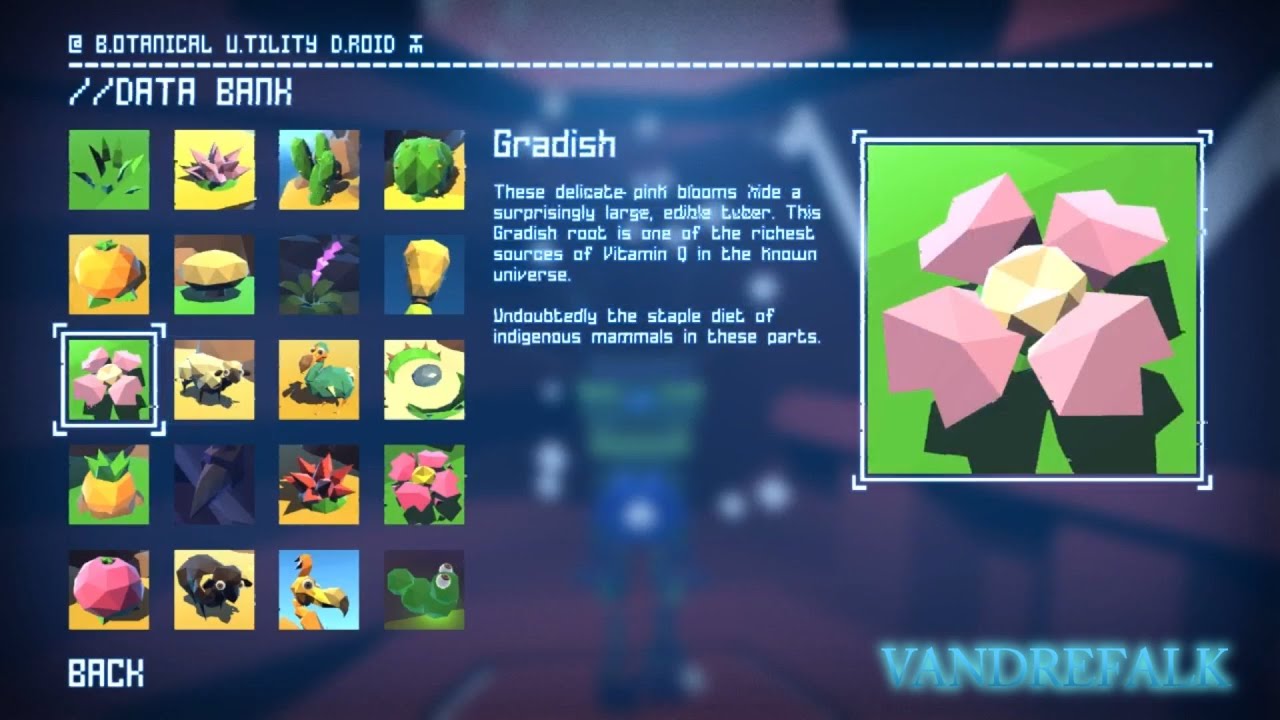 B.OTANICAL U.TILITY D.ROID
//DATA BANK
Gradish
These delicate pink blooms hide a
surprisingly large, edible tuber. This
Gradish root is one of the richest
sources of Vitamin Q in the known
universe.
Undoubtedly the staple diet of
indigenous mammals in these parts.
BACK
VANDREFALK